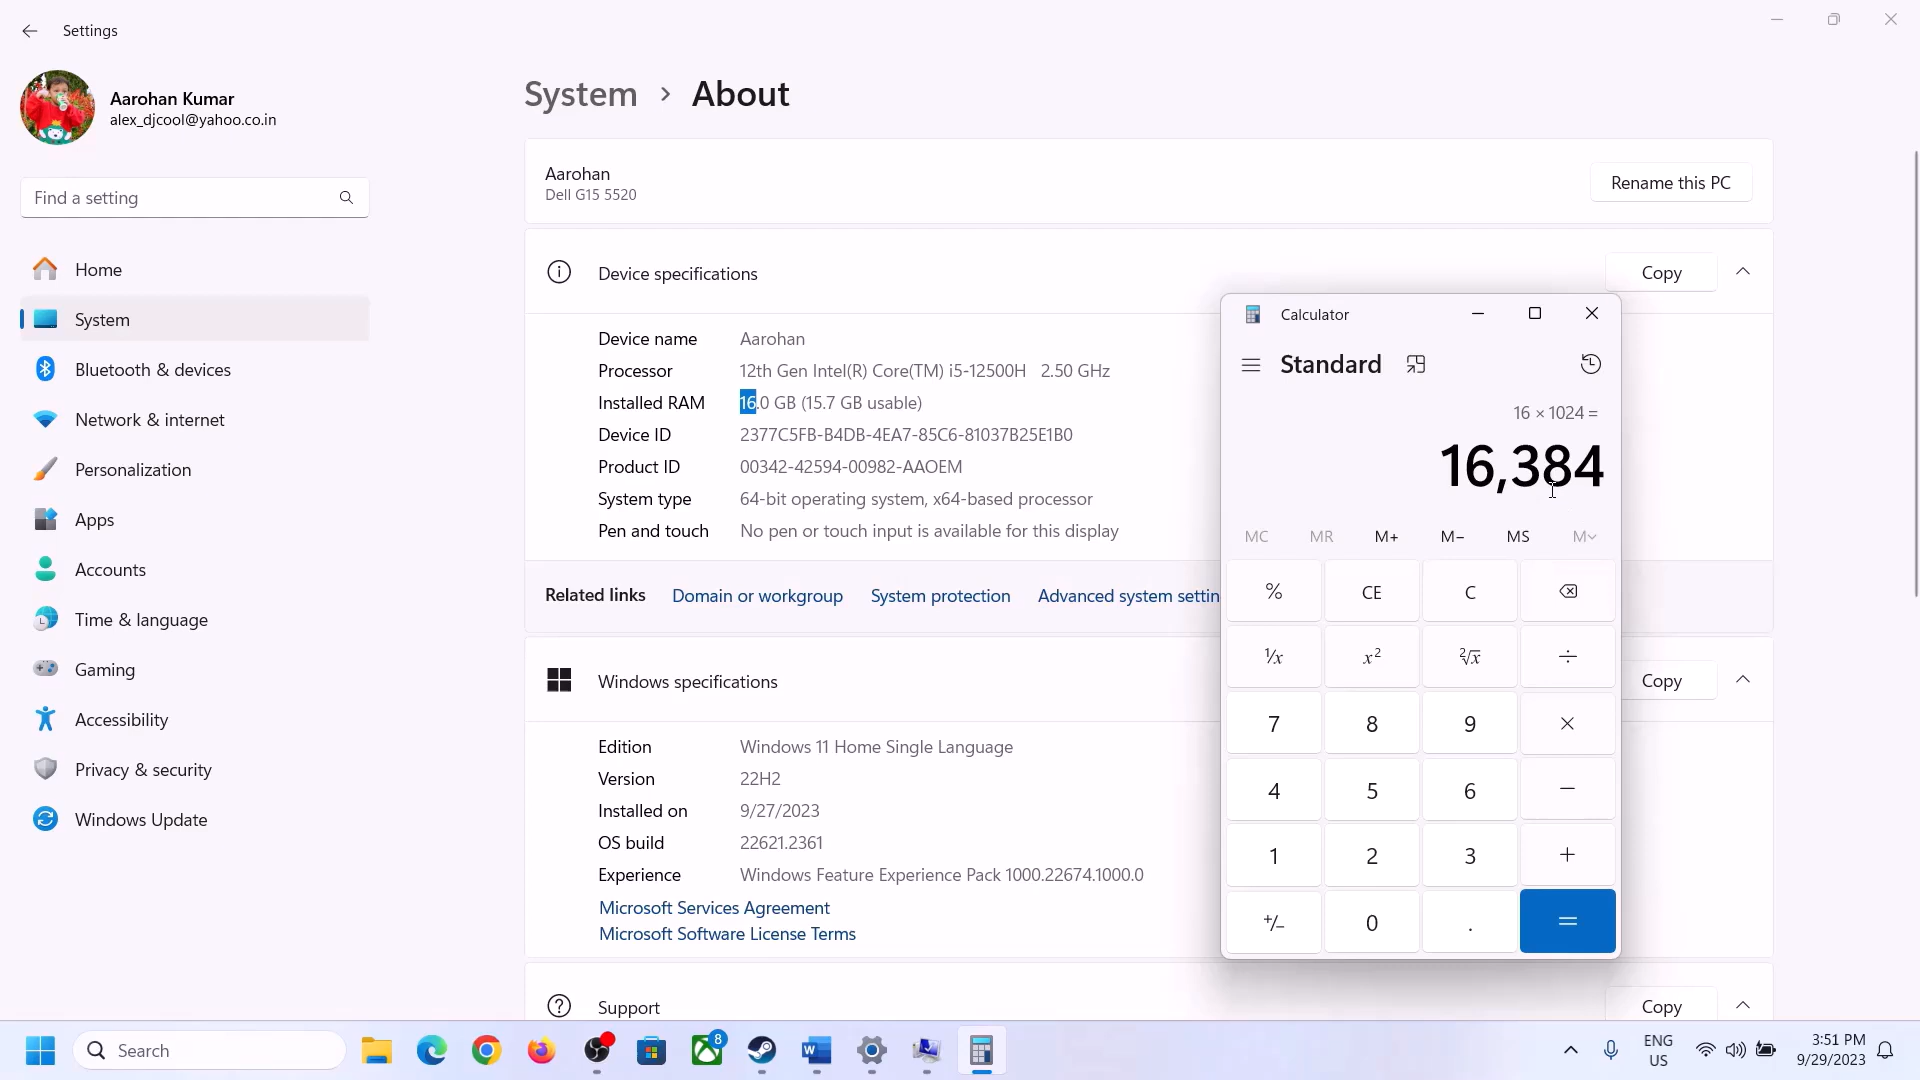 Settings
Aarohan Kumar
alex_djcool@yahoo.co.in
Find a setting
Home
System
Bluetooth & devices
Network & internet
Personalization
Apps
Accounts
Time & language
Gaming
Accessibility
Privacy & security
Windows Update
System > About
Aarohan
Dell G15 5520
Rename this PC
Device specifications
Copy
Device name Aarohan
Processor 12th Gen Intel(R) Core(TM) i5-12500H 2.50 GHz
Installed RAM 16.0 GB (15.7 GB usable)
Device ID 2377C5FB-B4DB-4EA7-85C6-81037B25E1B0
Product ID 00342-42594-00982-AAOEM
System type 64-bit operating system, x64-based processor
Pen and touch No pen or touch input is available for this display
Related links Domain or workgroup System protection Advanced system settin
Windows specifications
Copy
Edition Windows 11 Home Single Language
Version 22H2
Installed on 9/27/2023
OS build 22621.2361
Experience Windows Feature Experience Pack 1000.22674.1000.0
Microsoft Services Agreement
Microsoft Software License Terms
Support
Copy
Calculator
Standard
16 × 1024 =
16,384
MC MR M+ M− MS M˅
% CE C
¹/x x² ²√x ÷
7 8 9 ×
4 5 6 −
1 2 3 +
+/− 0 . =
Search
8
ENG
US
3:51 PM
9/29/2023